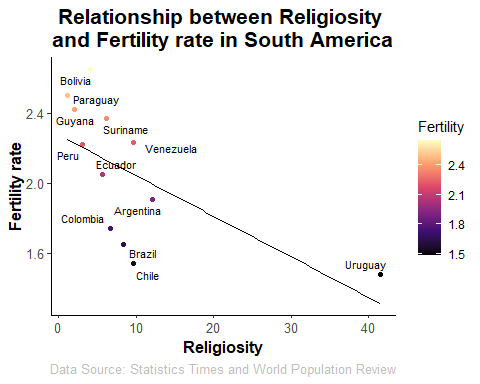 Relationship between Religiosity
and Fertility rate in South America
Fertility rate
2.4
2.0
1.6
Bolivia
Paraguay
Guyana
Suriname
Venezuela
Peru
Ecuador
Argentina
Colombia
Brazil
Chile
Uruguay
0
10
20
30
40
Religiosity
Fertility
2.4
2.1
1.8
1.5
Data Source: Statistics Times and World Population Review